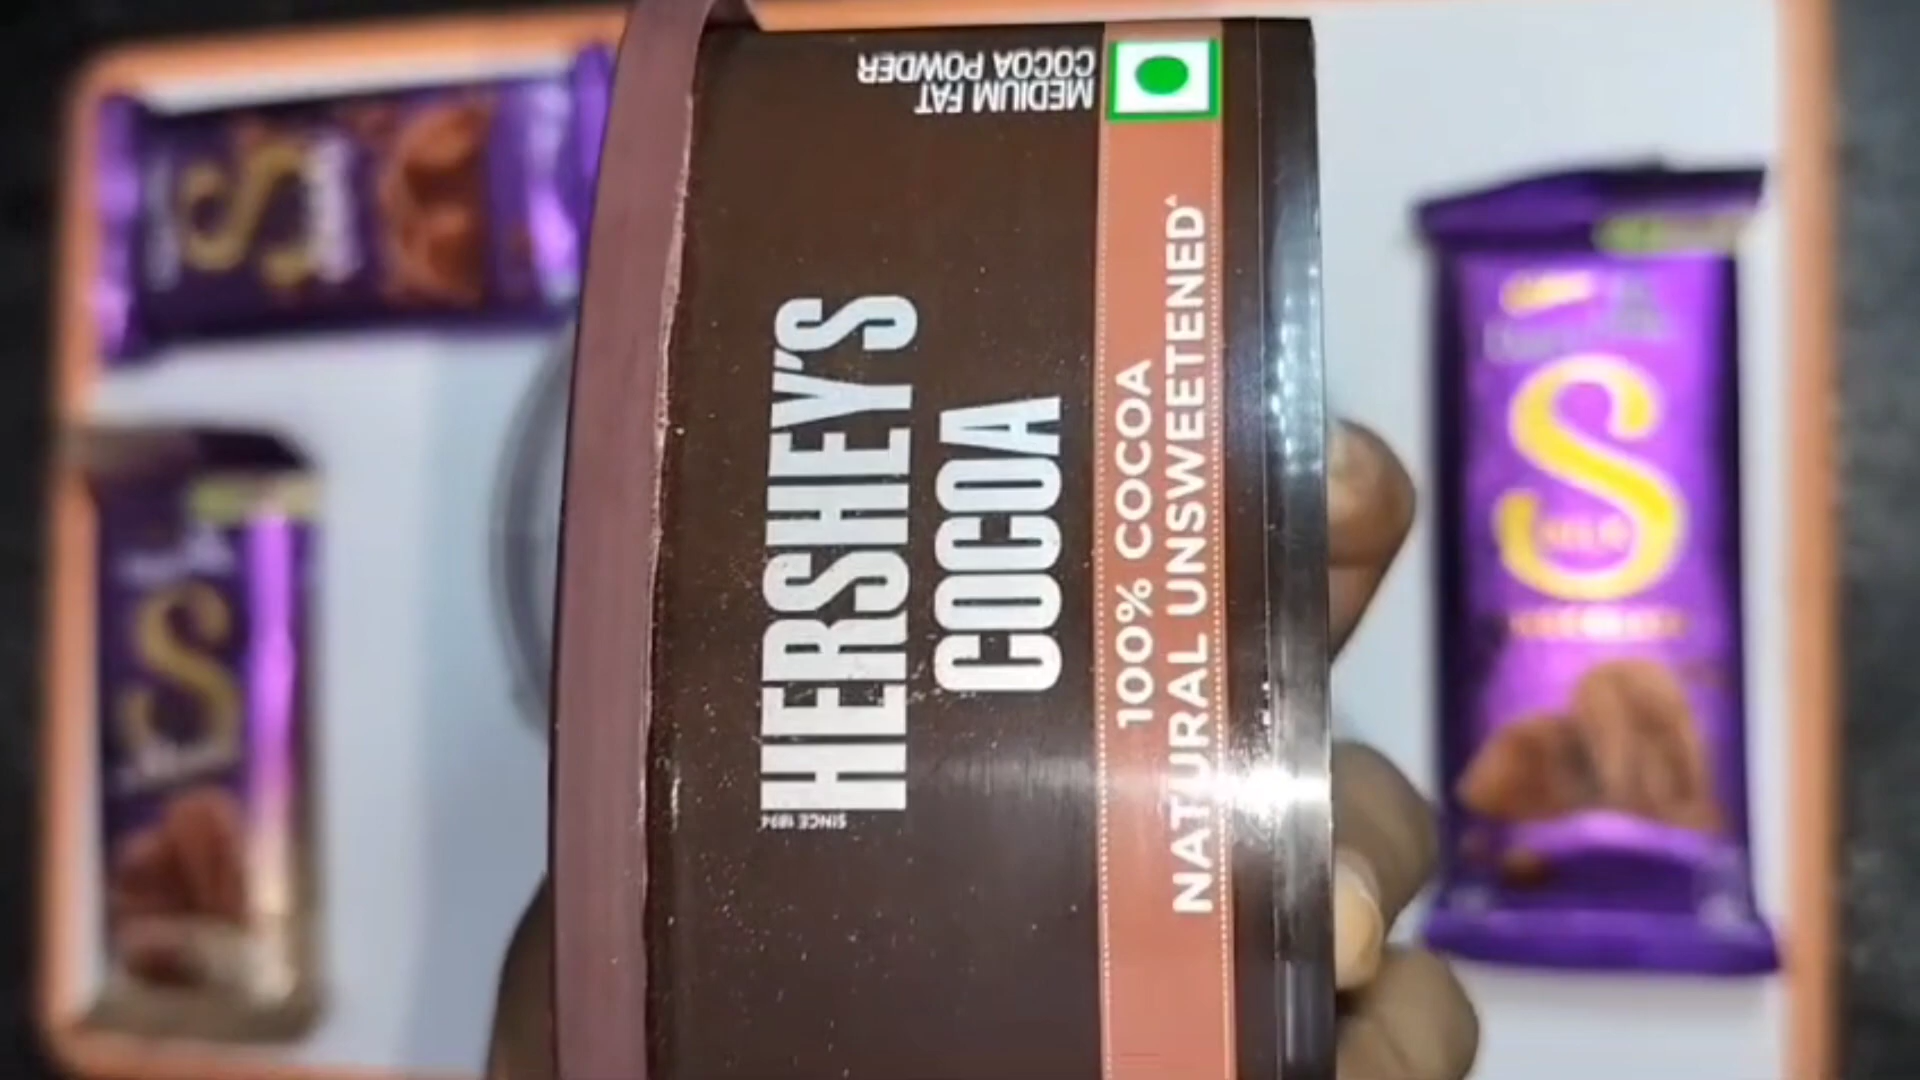 HERSHEY'S
COCOA
SINCE 1894
100% COCOA
NATURAL UNSWEETENED^
MEDIUM FAT
COCOA POWDER
S
S
S